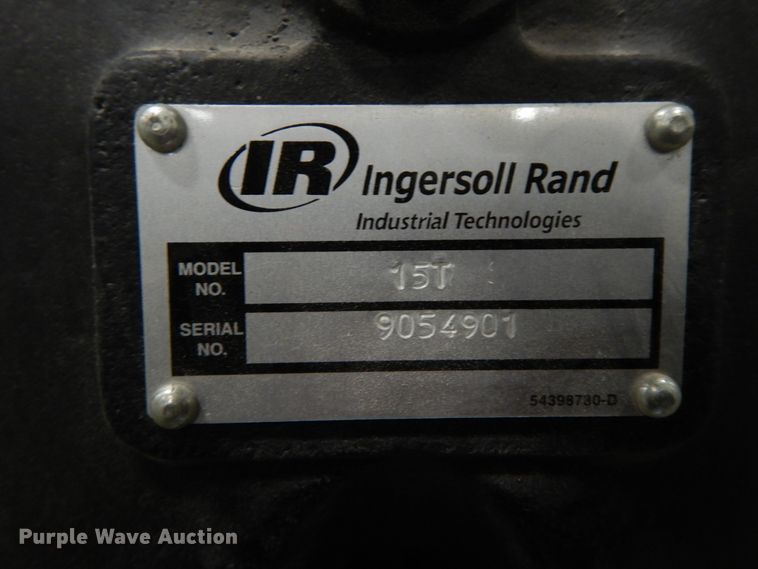 IR Ingersoll Rand
Industrial Technologies
MODEL NO. 15T
SERIAL NO. 9054901
54398730-D
Purple Wave Auction